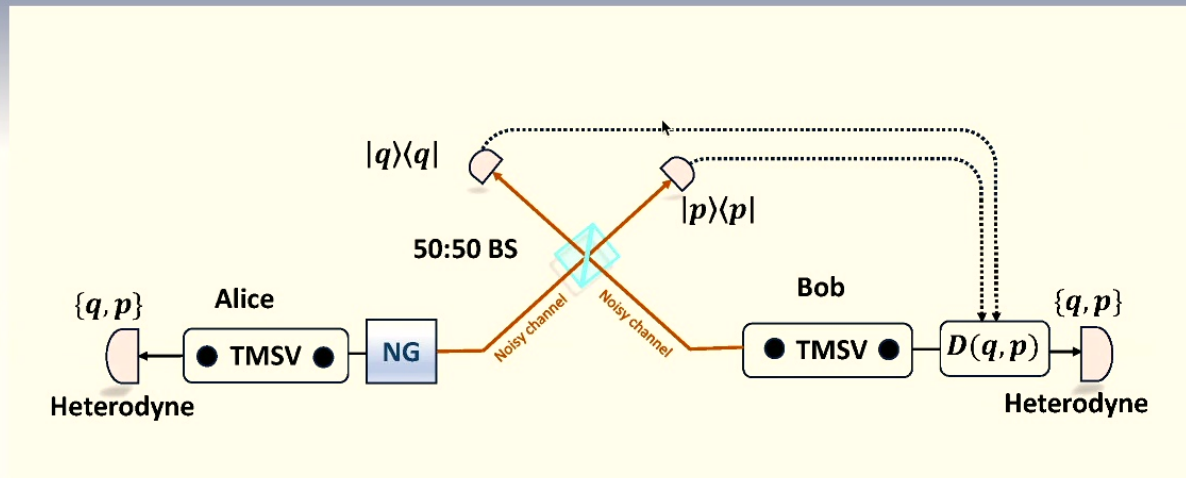 |q⟩⟨q|
|p⟩⟨p|
50:50 BS
{q, p}
Alice
Bob
{q, p}
Noisy channel
Noisy channel
TMSV
NG
TMSV
D(q, p)
Heterodyne
Heterodyne